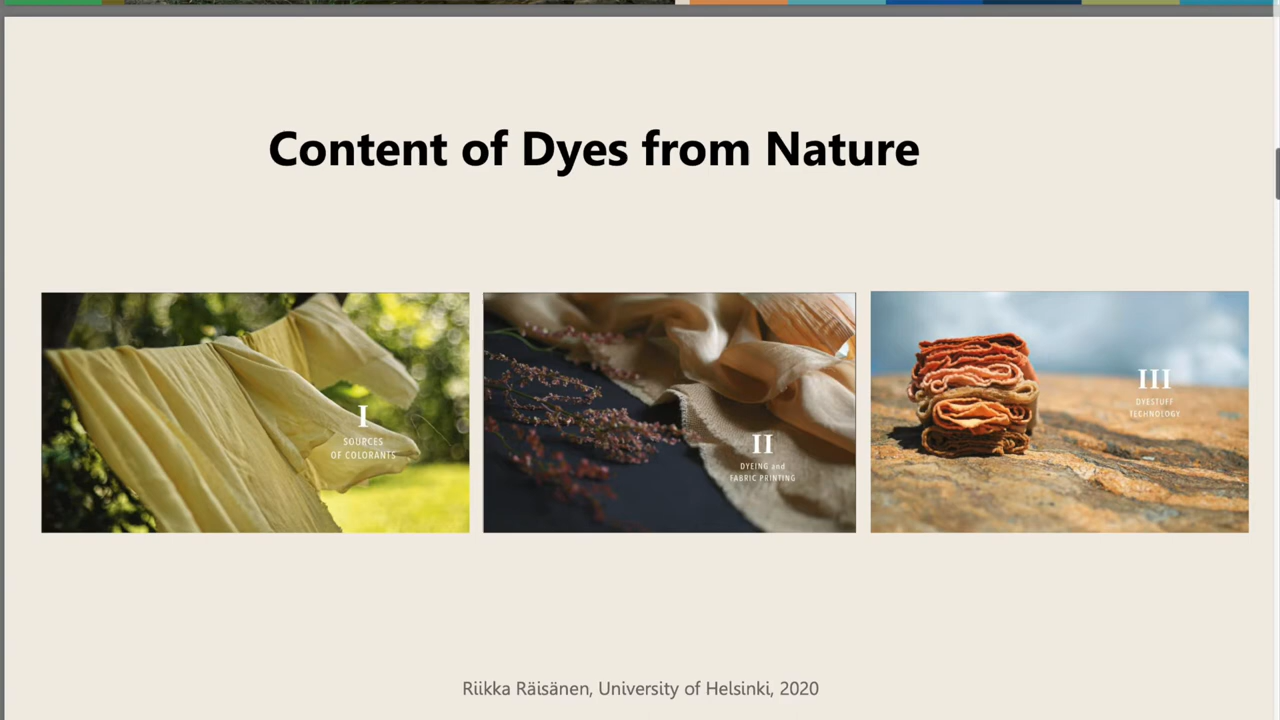 Content of Dyes from Nature
I
SOURCES
OF COLORANTS
II
DYEING and
FABRIC PRINTING
III
DYESTUFF
TECHNOLOGY
Riikka Räisänen, University of Helsinki, 2020